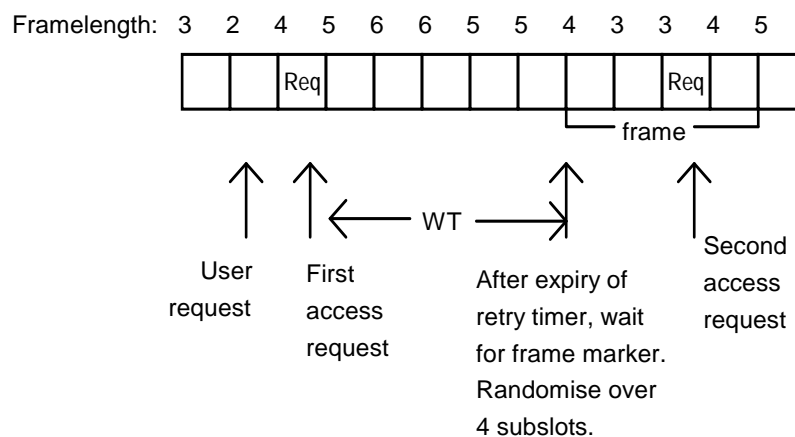 Framelength: 3 2 4 5 6 6 5 5 4 3 3 4 5
Req Req
frame
WT
User
request
First
access
request
After expiry of
retry timer, wait
for frame marker.
Randomise over
4 subslots.
Second
access
request